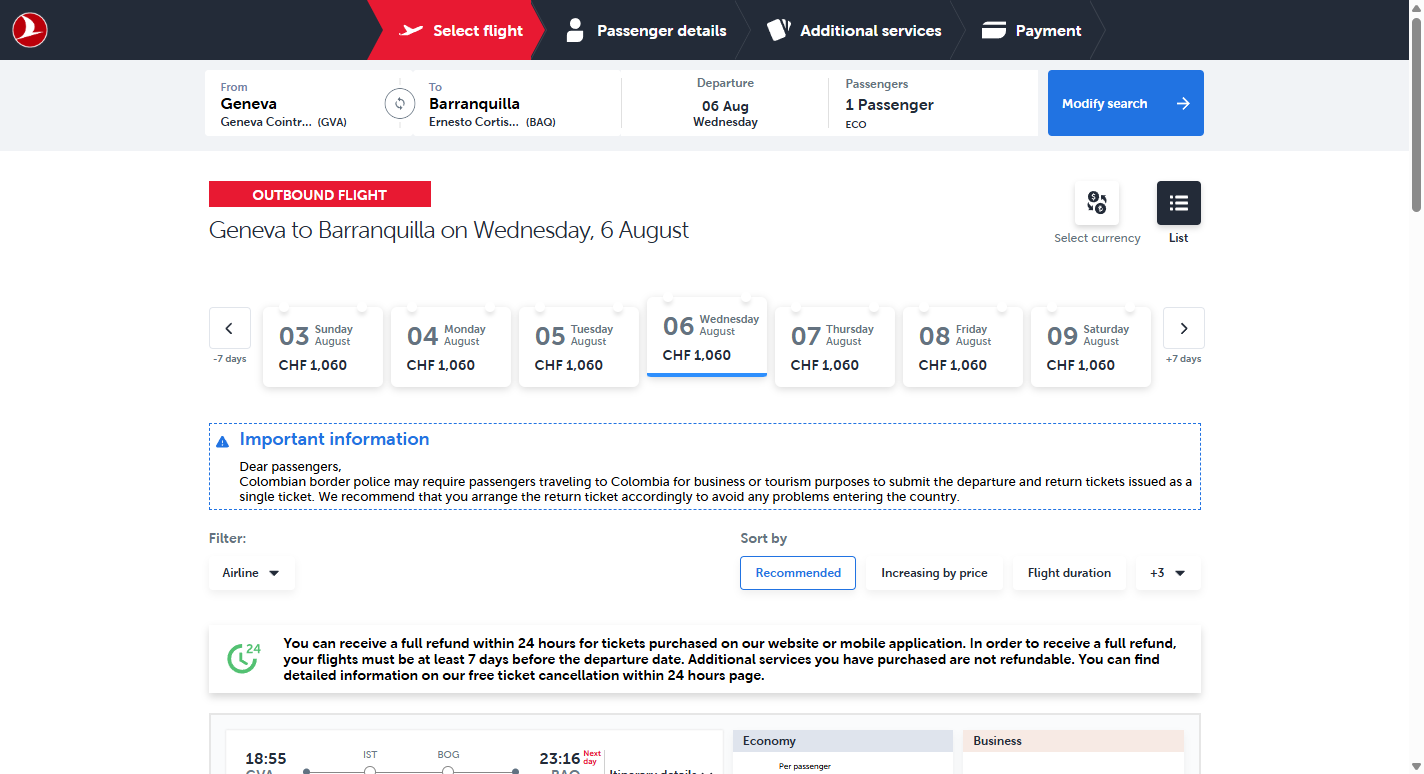 Select flight
Passenger details
Additional services
Payment
From
Geneva
Geneva Cointr... (GVA)
To
Barranquilla
Ernesto Cortis... (BAQ)
Departure
06 Aug
Wednesday
Passengers
1 Passenger
ECO
Modify search
OUTBOUND FLIGHT
Geneva to Barranquilla on Wednesday, 6 August
Select currency
List
-7 days
03 Sunday August
CHF 1,060
04 Monday August
CHF 1,060
05 Tuesday August
CHF 1,060
06 Wednesday August
CHF 1,060
07 Thursday August
CHF 1,060
08 Friday August
CHF 1,060
09 Saturday August
CHF 1,060
+7 days
Important information
Dear passengers,
Colombian border police may require passengers traveling to Colombia for business or tourism purposes to submit the departure and return tickets issued as a
single ticket. We recommend that you arrange the return ticket accordingly to avoid any problems entering the country.
Filter:
Airline
Sort by
Recommended
Increasing by price
Flight duration
+3
24
You can receive a full refund within 24 hours for tickets purchased on our website or mobile application. In order to receive a full refund,
your flights must be at least 7 days before the departure date. Additional services you have purchased are not refundable. You can find
detailed information on our free ticket cancellation within 24 hours page.
18:55
GVA
IST
BOG
23:16 Next day
BAQ
Itinerary details
Economy
Per passenger
Business